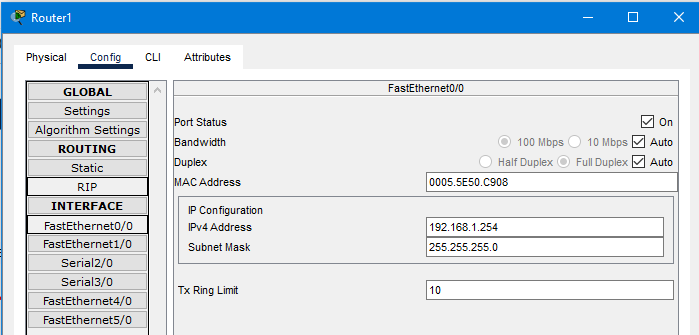 Router1
Physical Config CLI Attributes
GLOBAL
Settings
Algorithm Settings
ROUTING
Static
RIP
INTERFACE
FastEthernet0/0
FastEthernet1/0
Serial2/0
Serial3/0
FastEthernet4/0
FastEthernet5/0
FastEthernet0/0
Port Status On
Bandwidth 100 Mbps 10 Mbps Auto
Duplex Half Duplex Full Duplex Auto
MAC Address 0005.5E50.C908
IP Configuration
IPv4 Address 192.168.1.254
Subnet Mask 255.255.255.0
Tx Ring Limit 10